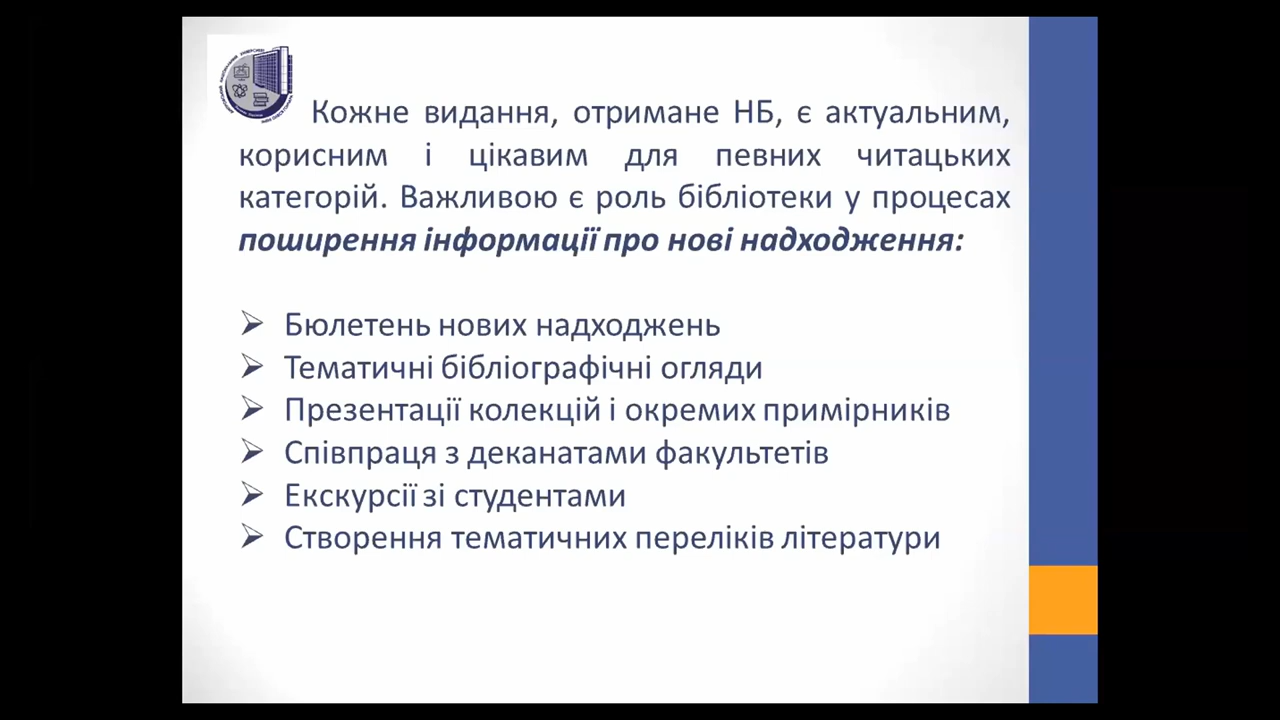 Кожне видання, отримане НБ, є актуальним,
корисним і цікавим для певних читацьких
категорій. Важливою є роль бібліотеки у процесах
поширення інформації про нові надходження:
Бюлетень нових надходжень
Тематичні бібліографічні огляди
Презентації колекцій і окремих примірників
Співпраця з деканатами факультетів
Екскурсії зі студентами
Створення тематичних переліків літератури